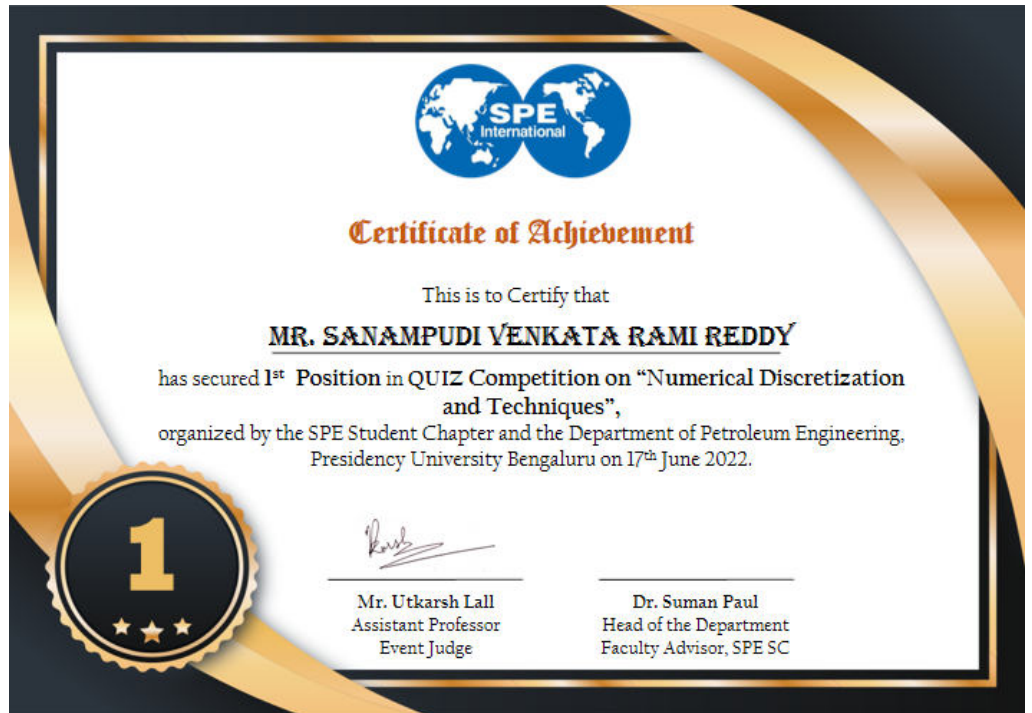 SPE
International
Certificate of Achievement
This is to Certify that
MR. SANAMPUDI VENKATA RAMI REDDY
has secured 1st Position in QUIZ Competition on “Numerical Discretization
and Techniques”,
organized by the SPE Student Chapter and the Department of Petroleum Engineering,
Presidency University Bengaluru on 17th June 2022.
1
Mr. Utkarsh Lall
Assistant Professor
Event Judge
Dr. Suman Paul
Head of the Department
Faculty Advisor, SPE SC